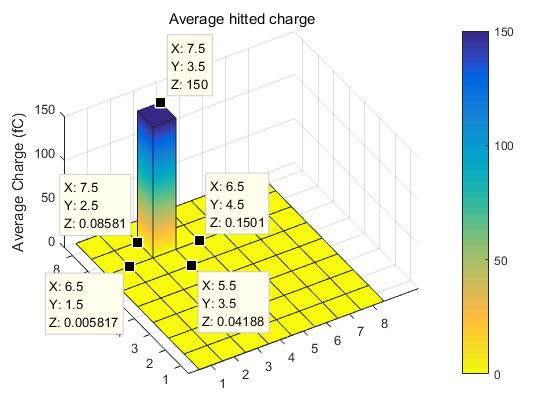 Average hitted charge
X: 7.5
Y: 3.5
Z: 150
150
100
50
0
Average Charge (fC)
X: 7.5
Y: 2.5
Z: 0.08581
X: 6.5
Y: 4.5
Z: 0.1501
X: 6.5
Y: 1.5
Z: 0.005817
X: 5.5
Y: 3.5
Z: 0.04188
8
3
2
1
1
2
3
4
5
6
7
8
150
100
50
0